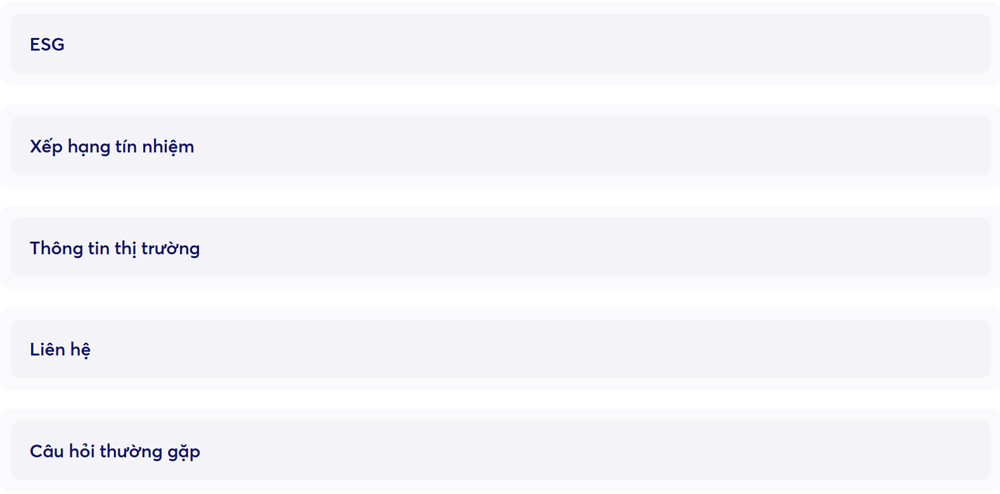 ESG
Xếp hạng tín nhiệm
Thông tin thị trường
Liên hệ
Câu hỏi thường gặp